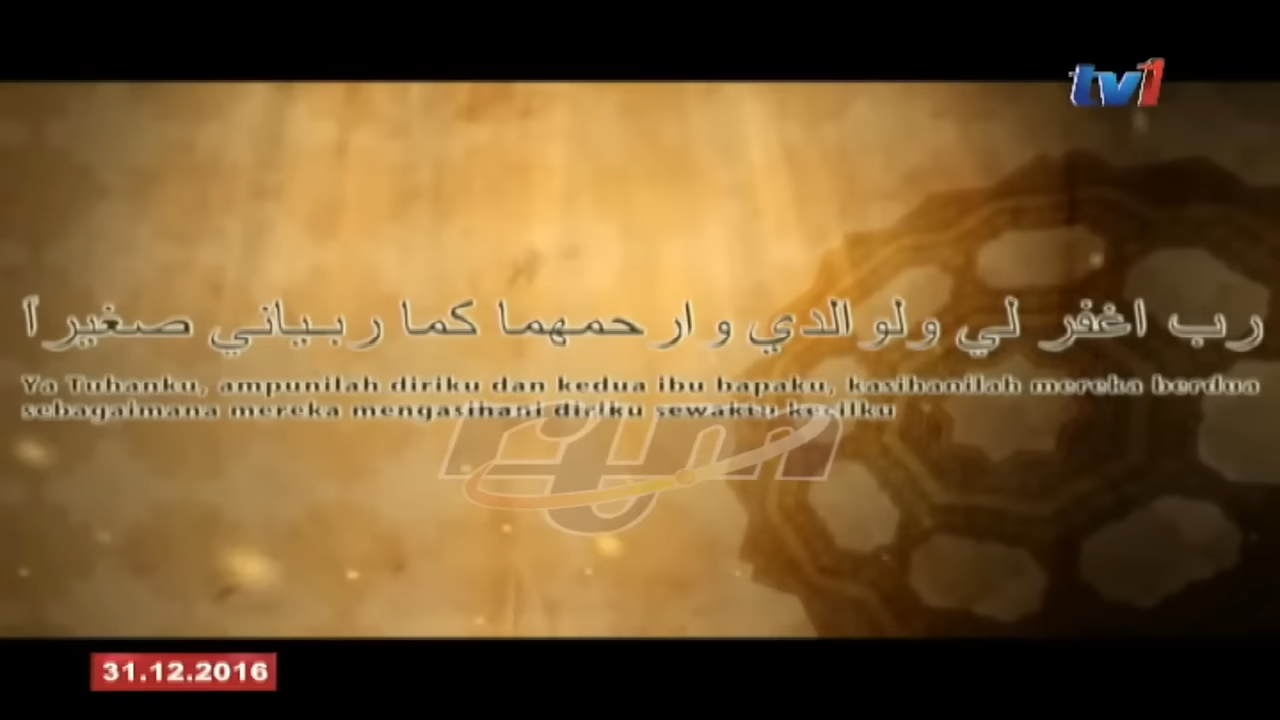 tv1
رب اغفر لي ولوالدي وارحمهما كما ربياني صغيراً
Ya Tuhanku, ampunilah diriku dan kedua ibu bapaku, kasihanilah mereka berdua
sebagaimana mereka mengasihani diriku sewaktu kecilku
rtm
31.12.2016